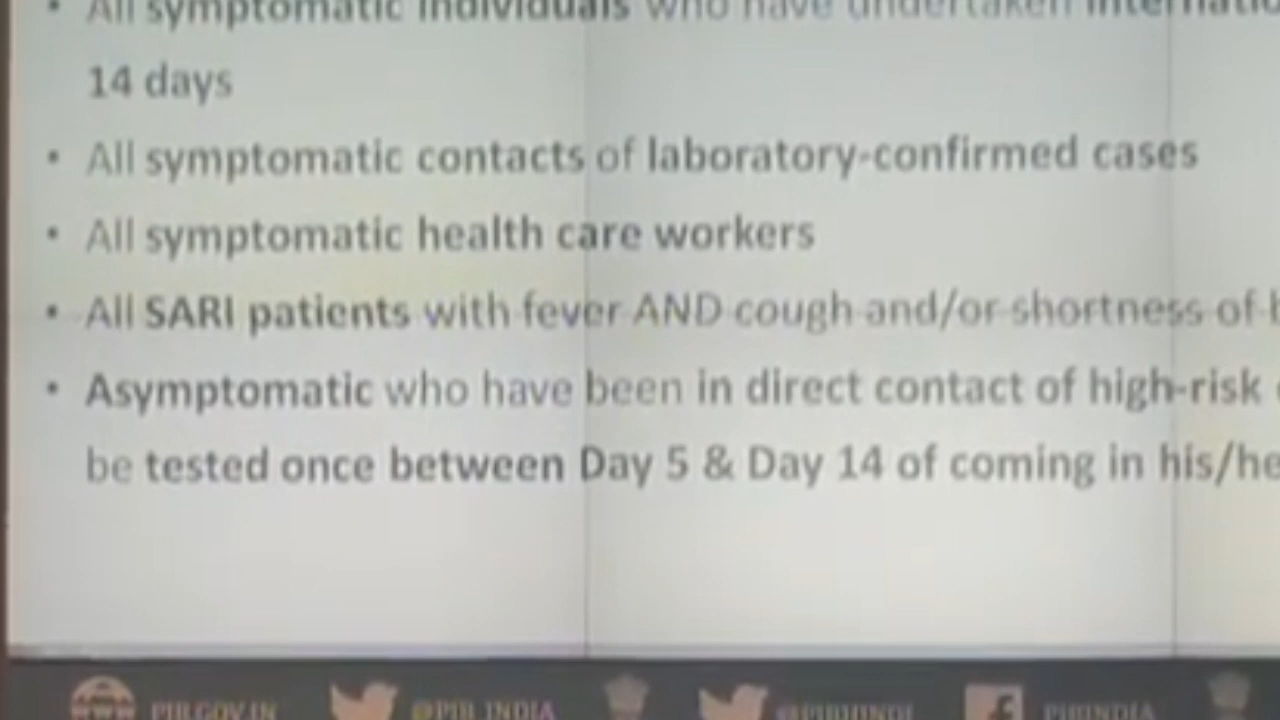 • All symptomatic individuals who have undertaken
14 days
• All symptomatic contacts of laboratory-confirmed cases
• All symptomatic health care workers
• All SARI patients with fever AND cough and/or shortness of
• Asymptomatic who have been in direct contact of high-risk
be tested once between Day 5 & Day 14 of coming in his/he
PIB.GOV.IN @PIB_INDIA @PIBHINDI PIBINDIA